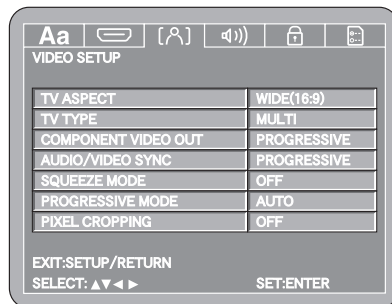 Aa
VIDEO SETUP
TV ASPECT WIDE(16:9)
TV TYPE MULTI
COMPONENT VIDEO OUT PROGRESSIVE
AUDIO/VIDEO SYNC PROGRESSIVE
SQUEEZE MODE OFF
PROGRESSIVE MODE AUTO
PIXEL CROPPING OFF
EXIT:SETUP/RETURN
SELECT:▲▼◀ ▶ SET:ENTER